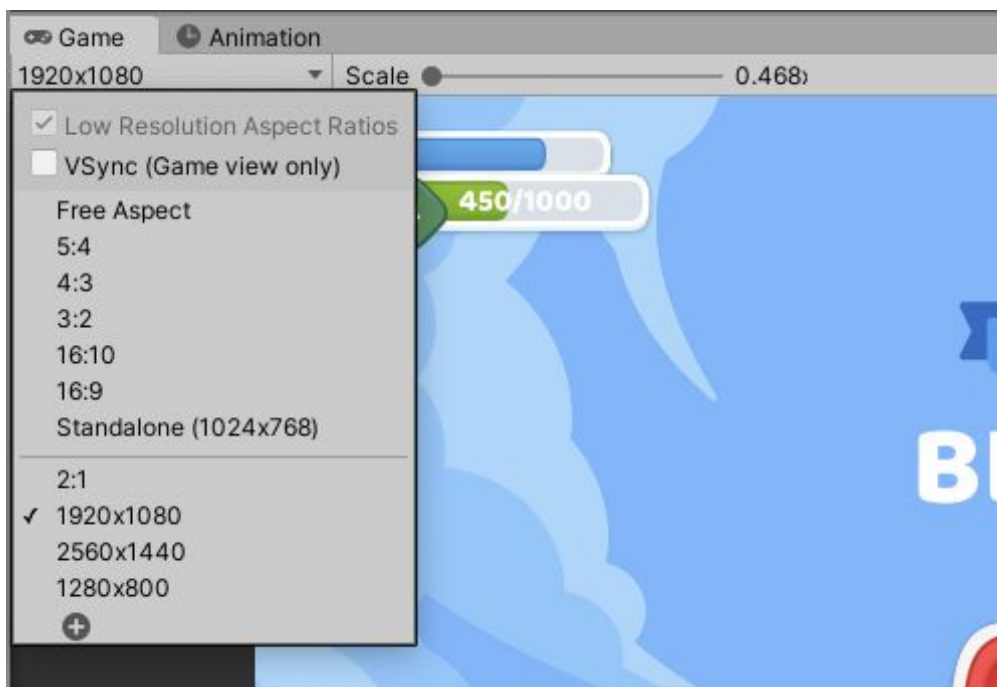 Game Animation
1920x1080 Scale 0.468x
Low Resolution Aspect Ratios
VSync (Game view only)
450/1000
Free Aspect
5:4
4:3
3:2
16:10
16:9
Standalone (1024x768)
2:1
1920x1080
2560x1440
1280x800